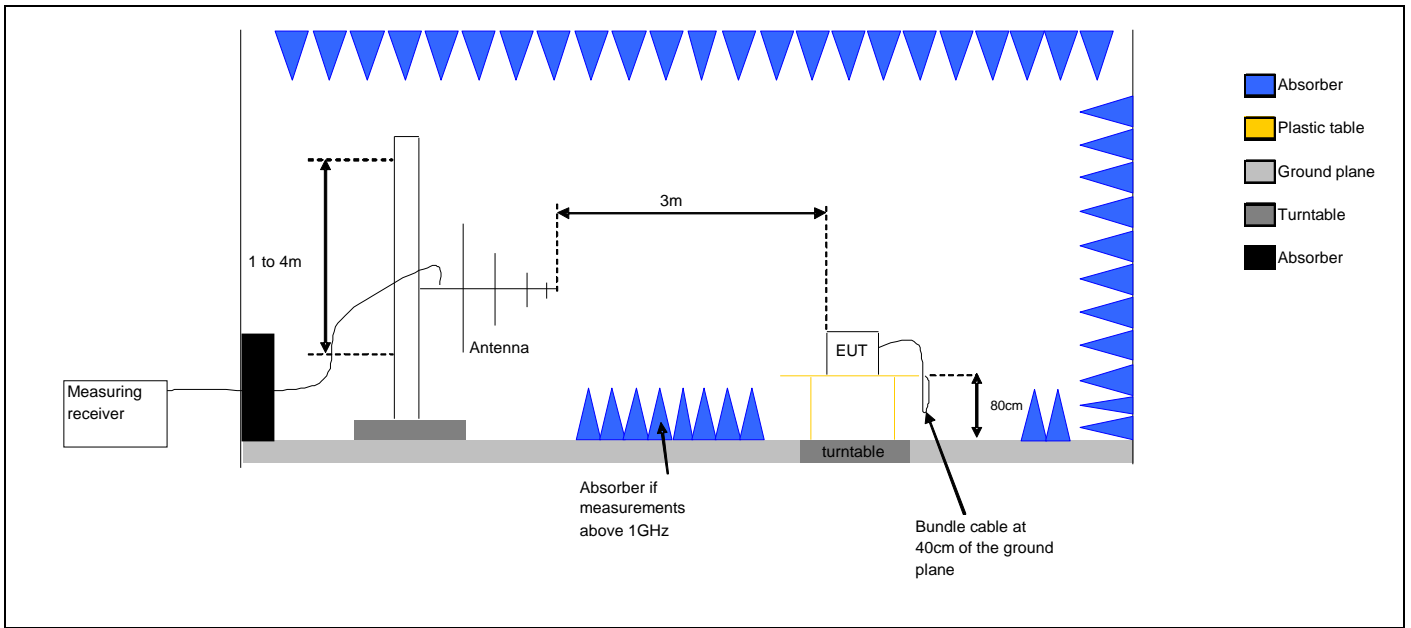 Absorber
Plastic table
Ground plane
Turntable
Absorber
3m
1 to 4m
Antenna
EUT
Measuring
receiver
80cm
turntable
Absorber if
measurements
above 1GHz
Bundle cable at
40cm of the ground
plane